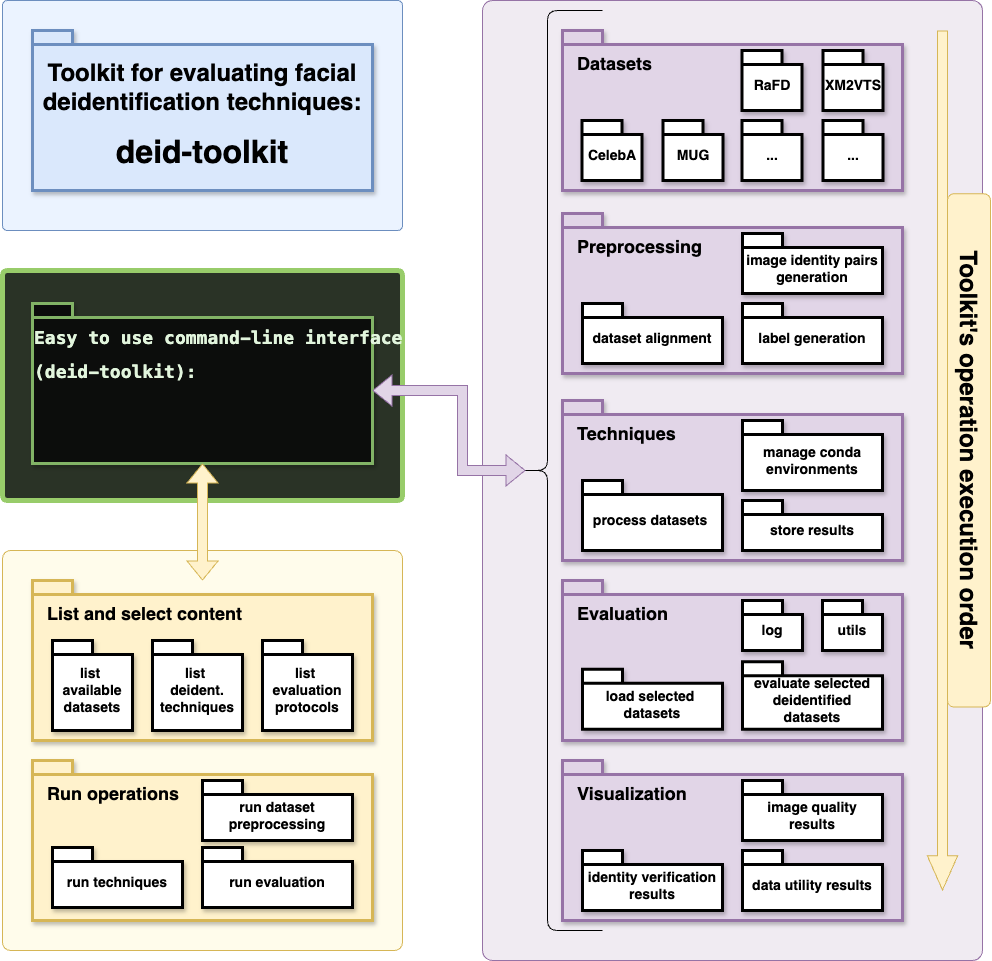 Toolkit for evaluating facial
deidentification techniques:
deid-toolkit
Easy to use command-line interface
(deid-toolkit):
List and select content
list
available
datasets
list
deident.
techniques
list
evaluation
protocols
Run operations
run dataset
preprocessing
run techniques
run evaluation
Datasets
RaFD
XM2VTS
CelebA
MUG
...
...
Preprocessing
image identity pairs
generation
dataset alignment
label generation
Techniques
manage conda
environments
process datasets
store results
Evaluation
log
utils
load selected
datasets
evaluate selected
deidentified
datasets
Visualization
image quality
results
identity verification
results
data utility results
Toolkit's operation execution order